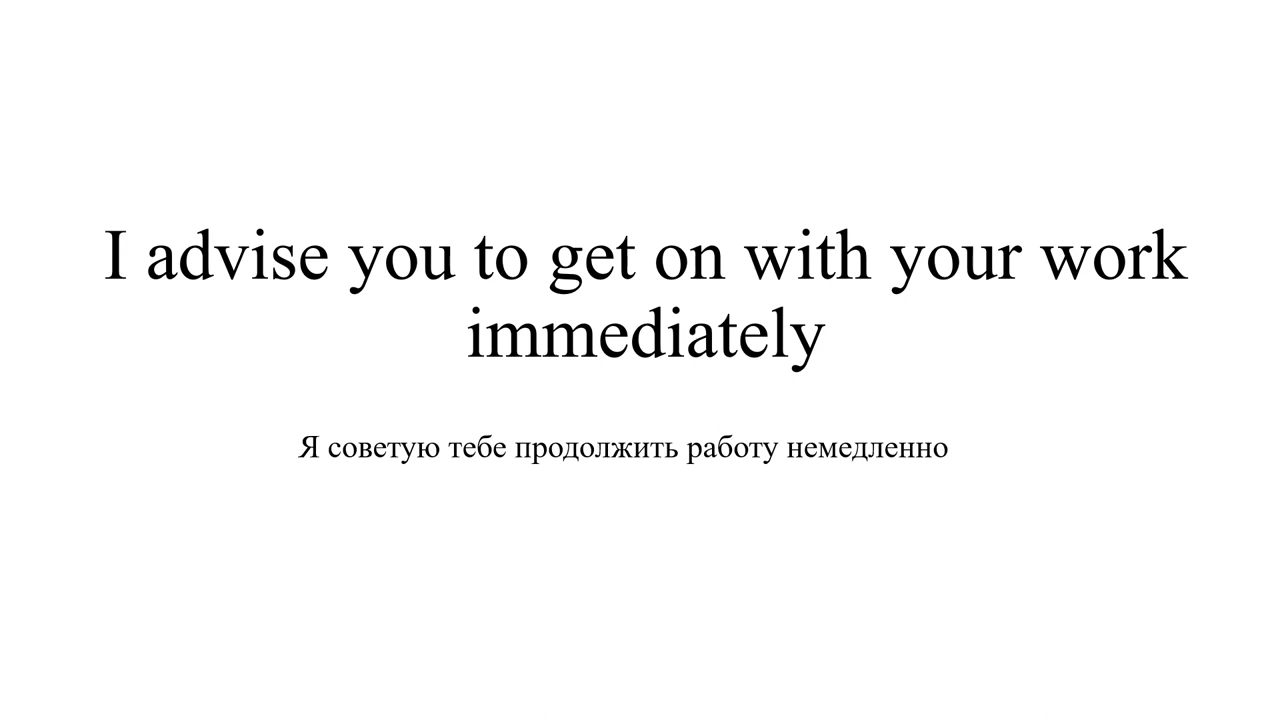 I advise you to get on with your work
immediately
Я советую тебе продолжить работу немедленно